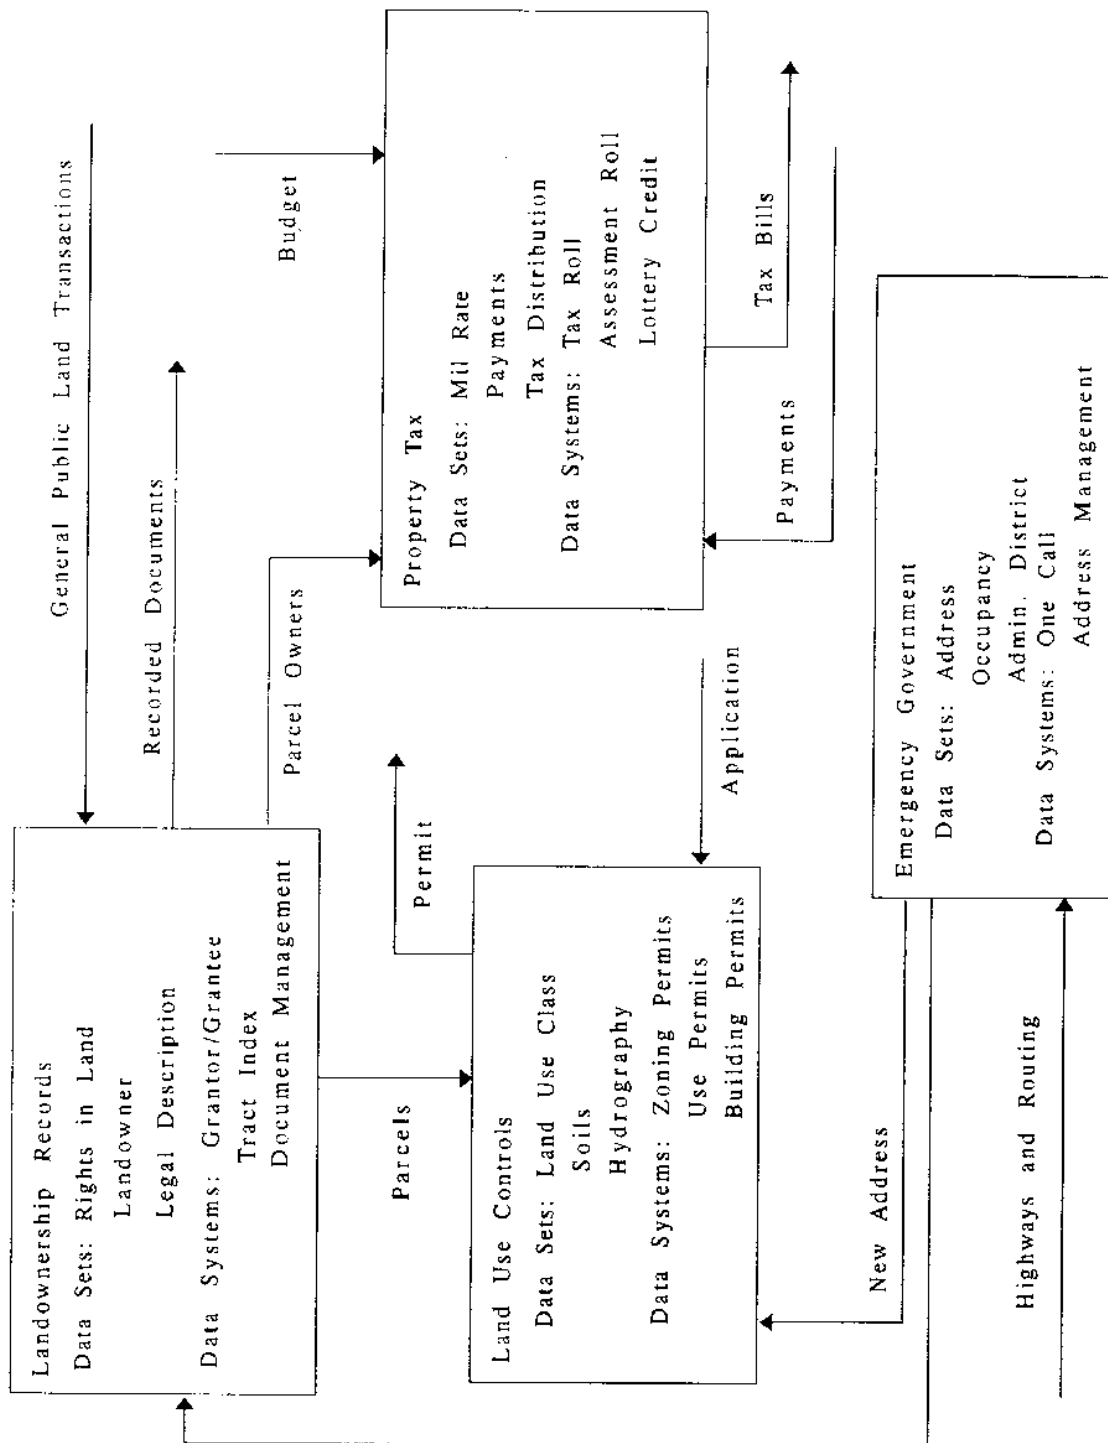 General Public Land Transactions
Recorded Documents
Parcel Owners
Budget
Landownership Records
Data Sets: Rights in Land
Landowner
Legal Description
Data Systems: Grantor/Grantee
Tract Index
Document Management
Property Tax
Data Sets: Mil Rate
Payments
Tax Distribution
Data Systems: Tax Roll
Assessment Roll
Lottery Credit
Parcels
Permit
Land Use Controls
Data Sets: Land Use Class
Soils
Hydrography
Data Systems: Zoning Permits
Use Permits
Building Permits
Application
Payments
Tax Bills
New Address
Emergency Government
Data Sets: Address
Occupancy
Admin. District
Data Systems: One Call
Address Management
Highways and Routing